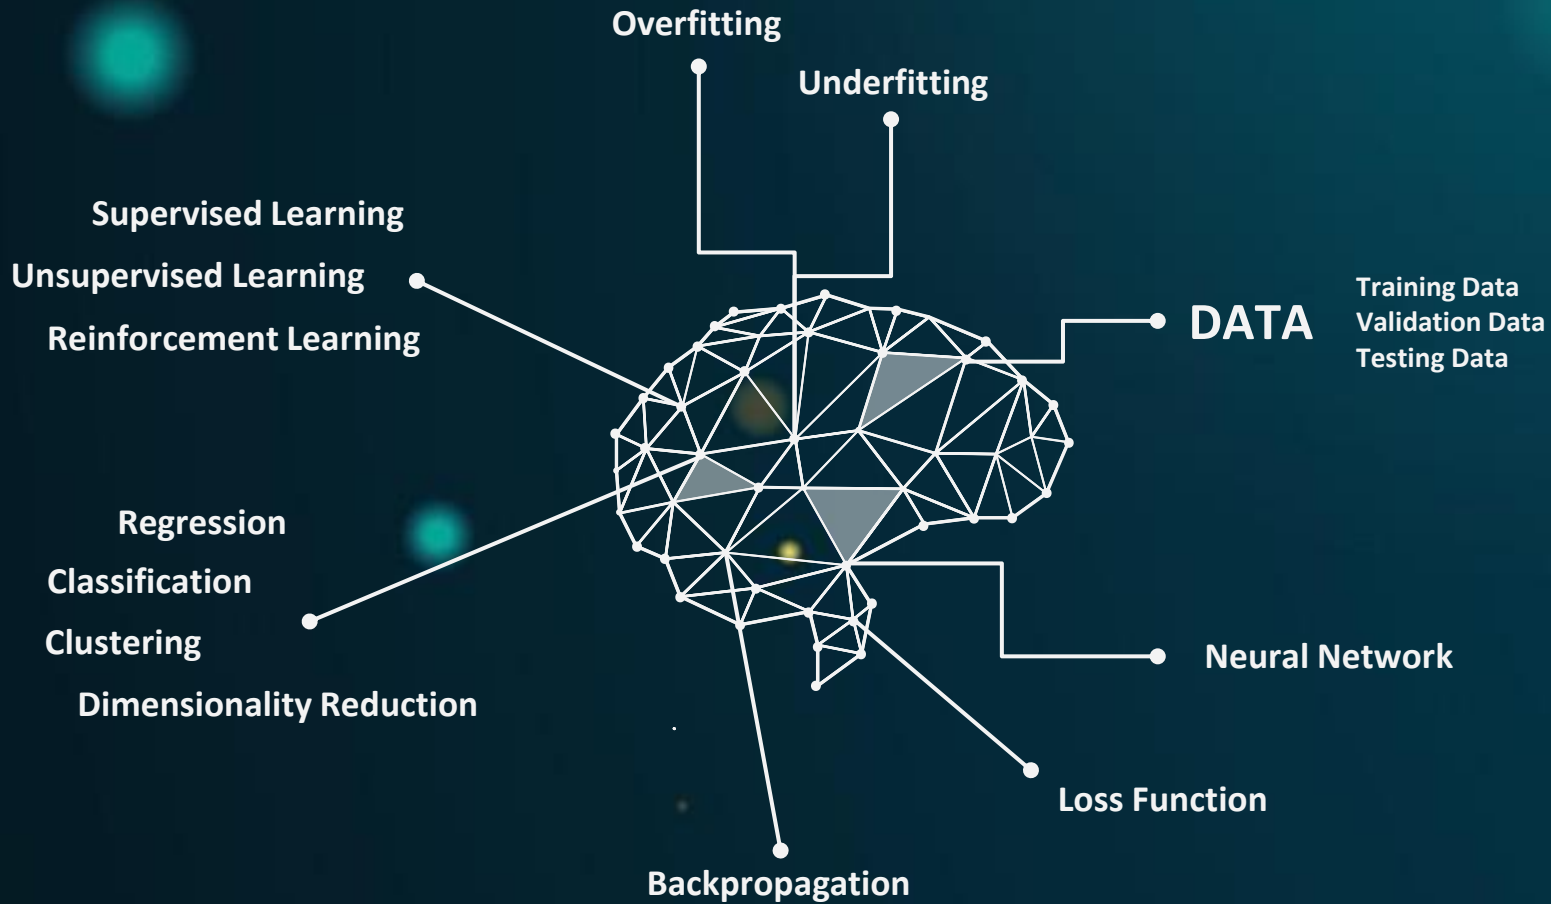 Overfitting
Underfitting
Supervised Learning
Unsupervised Learning
Reinforcement Learning
DATA
Training Data
Validation Data
Testing Data
Regression
Classification
Clustering
Dimensionality Reduction
Neural Network
Loss Function
Backpropagation